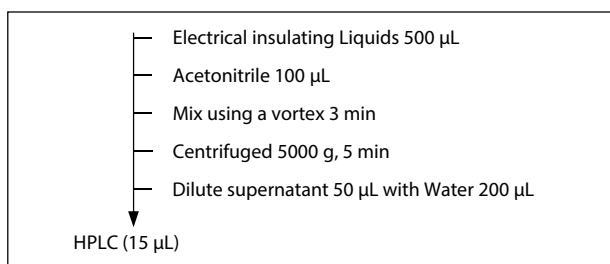 Electrical insulating Liquids 500 µL
Acetonitrile 100 µL
Mix using a vortex 3 min
Centrifuged 5000 g, 5 min
Dilute supernatant 50 µL with Water 200 µL
HPLC (15 µL)